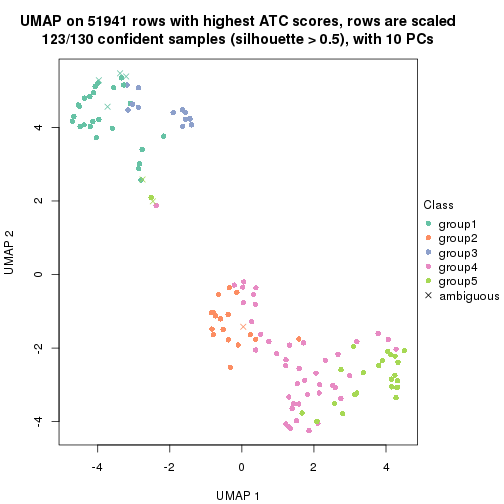 UMAP on 51941 rows with highest ATC scores, rows are scaled
123/130 confident samples (silhouette > 0.5), with 10 PCs
4
2
0
-2
-4
UMAP 2
-4
-2
0
2
4
UMAP 1
Class
group1
group2
group3
group4
group5
ambiguous